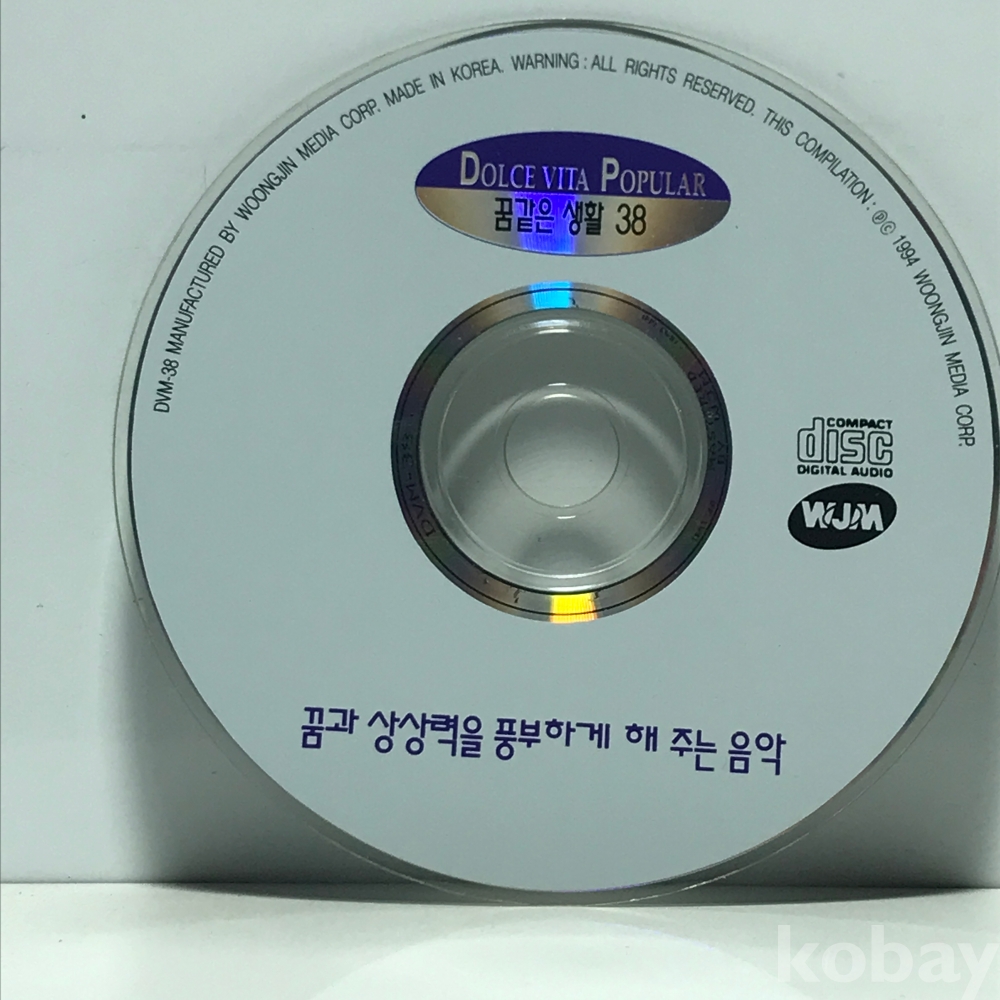 DVM-38 MANUFACTURED BY WOONGJIN MEDIA CORP. MADE IN KOREA. WARNING : ALL RIGHTS RESERVED. THIS COMPILATION : ℗© 1994 WOONGJIN MEDIA CORP.
DOLCE VITA POPULAR
꿈같은 생활 38
COMPACT
disc
DIGITAL AUDIO
WJM
꿈과 상상력을 풍부하게 해 주는 음악
kobay